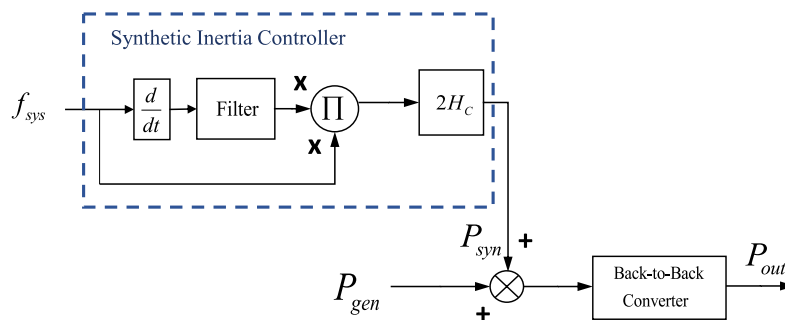 Synthetic Inertia Controller
f_sys
d
dt
Filter
x
Π
x
2H_C
P_syn
+
P_gen
+
Back-to-Back
Converter
P_out